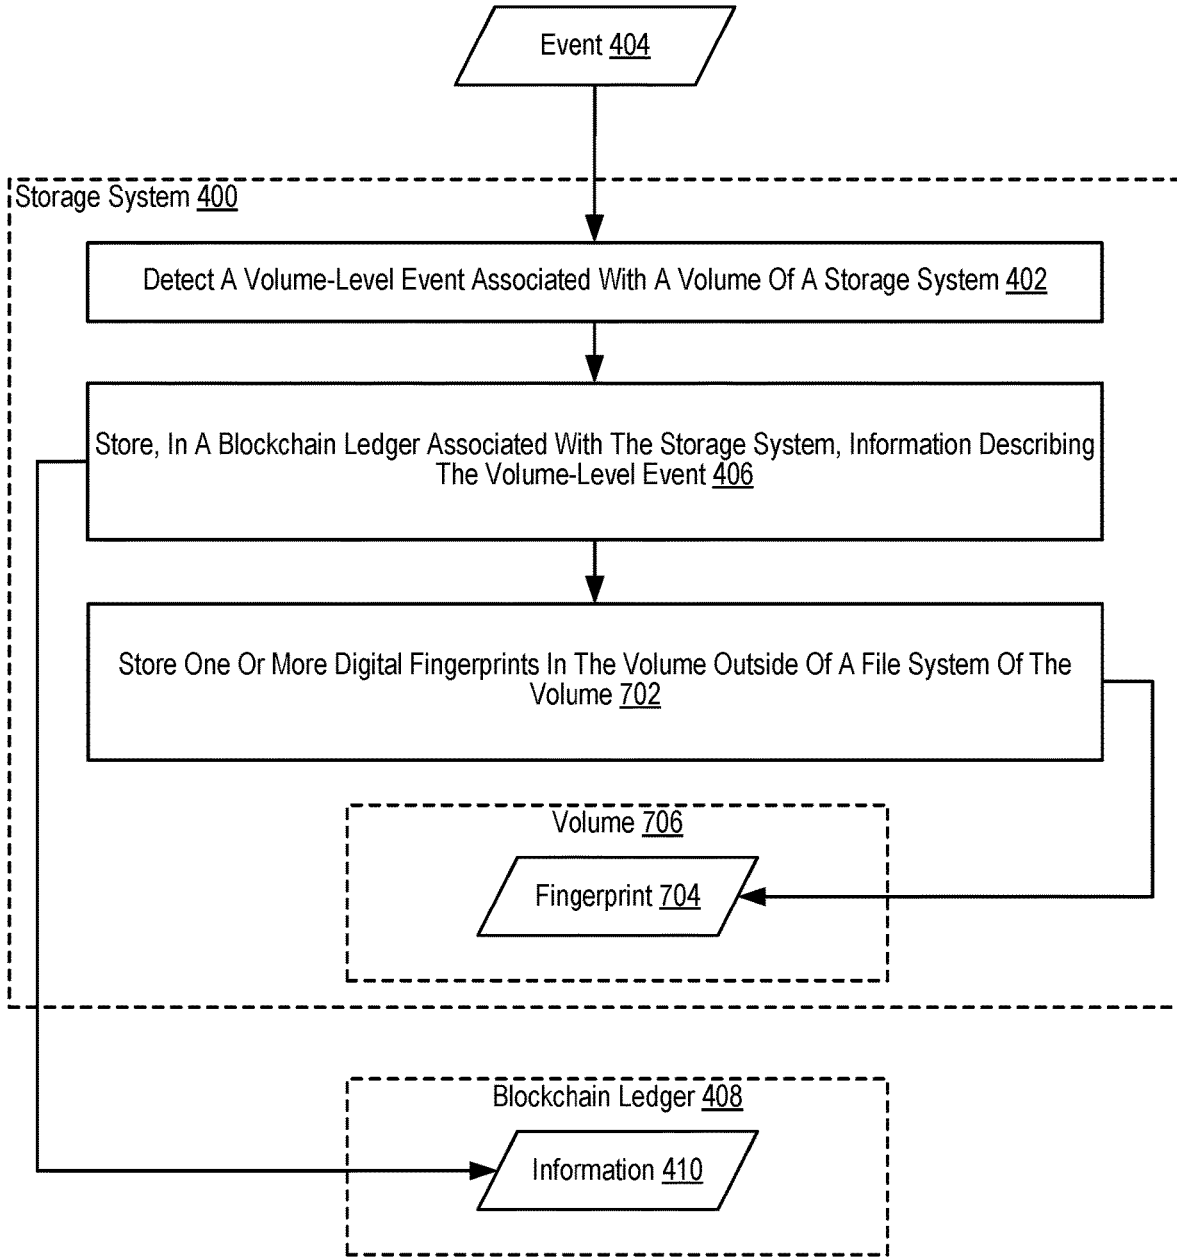 Event 404
Storage System 400
Detect A Volume-Level Event Associated With A Volume Of A Storage System 402
Store, In A Blockchain Ledger Associated With The Storage System, Information Describing
The Volume-Level Event 406
Store One Or More Digital Fingerprints In The Volume Outside Of A File System Of The
Volume 702
Volume 706
Fingerprint 704
Blockchain Ledger 408
Information 410